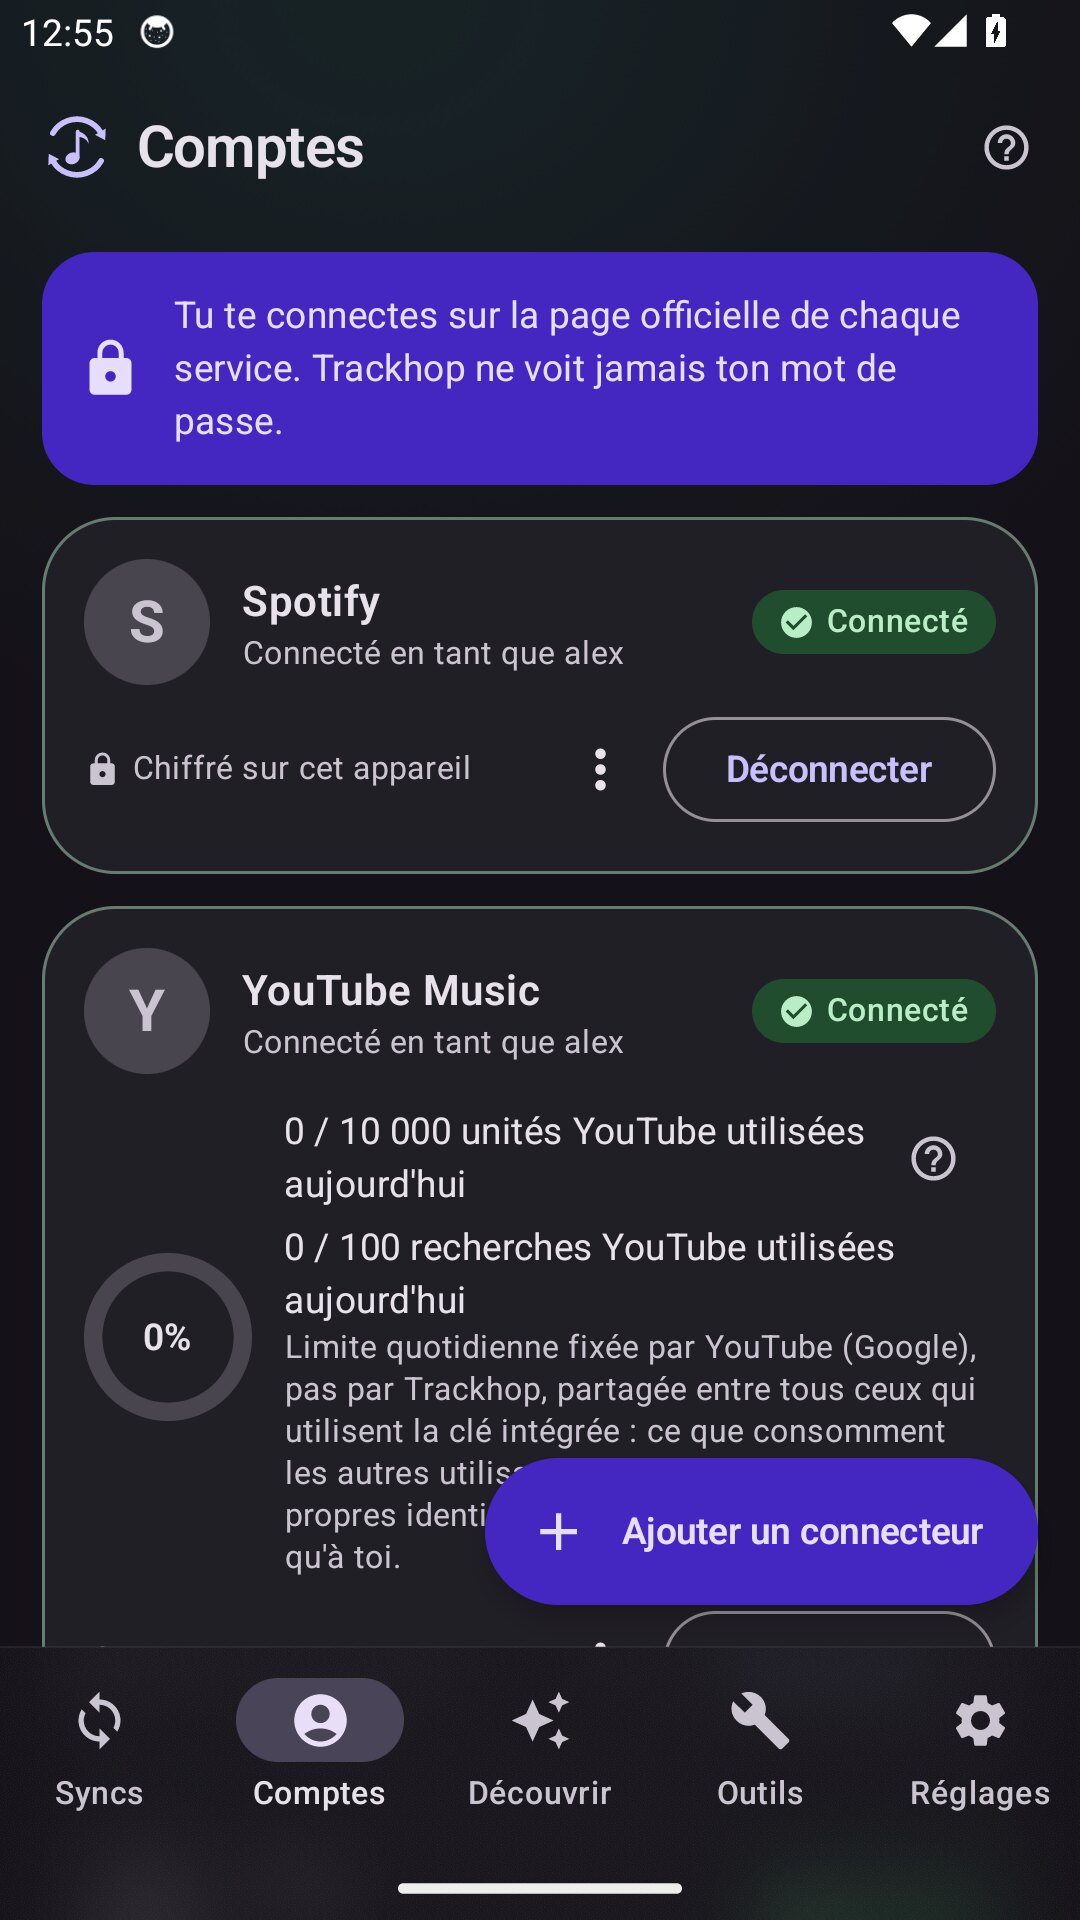 12:55
Comptes
Tu te connectes sur la page officielle de chaque
service. Trackhop ne voit jamais ton mot de
passe.
S
Spotify
Connecté en tant que alex
Connecté
Chiffré sur cet appareil
Déconnecter
Y
YouTube Music
Connecté en tant que alex
Connecté
0 / 10 000 unités YouTube utilisées
aujourd'hui
0 / 100 recherches YouTube utilisées
aujourd'hui
0%
Limite quotidienne fixée par YouTube (Google),
pas par Trackhop, partagée entre tous ceux qui
utilisent la clé intégrée : ce que consomment
les autres
propres
qu'à toi.
Ajouter un connecteur
Syncs
Comptes
Découvrir
Outils
Réglages